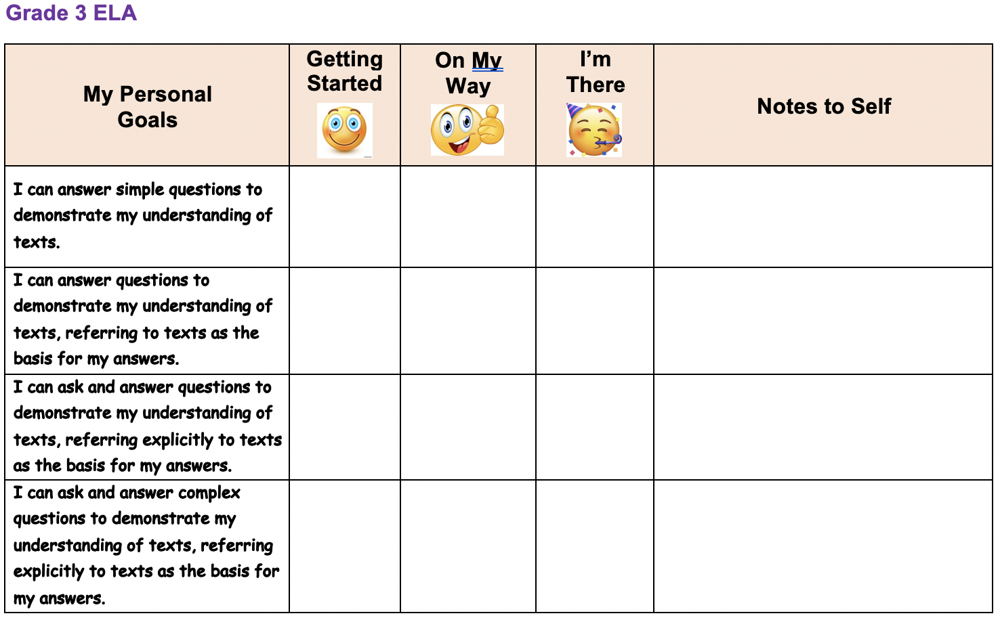 Grade 3 ELA
My Personal
Goals
Getting
Started
On My
Way
I’m
There
Notes to Self
I can answer simple questions to
demonstrate my understanding of
texts.
I can answer questions to
demonstrate my understanding of
texts, referring to texts as the
basis for my answers.
I can ask and answer questions to
demonstrate my understanding of
texts, referring explicitly to texts
as the basis for my answers.
I can ask and answer complex
questions to demonstrate my
understanding of texts, referring
explicitly to texts as the basis for
my answers.